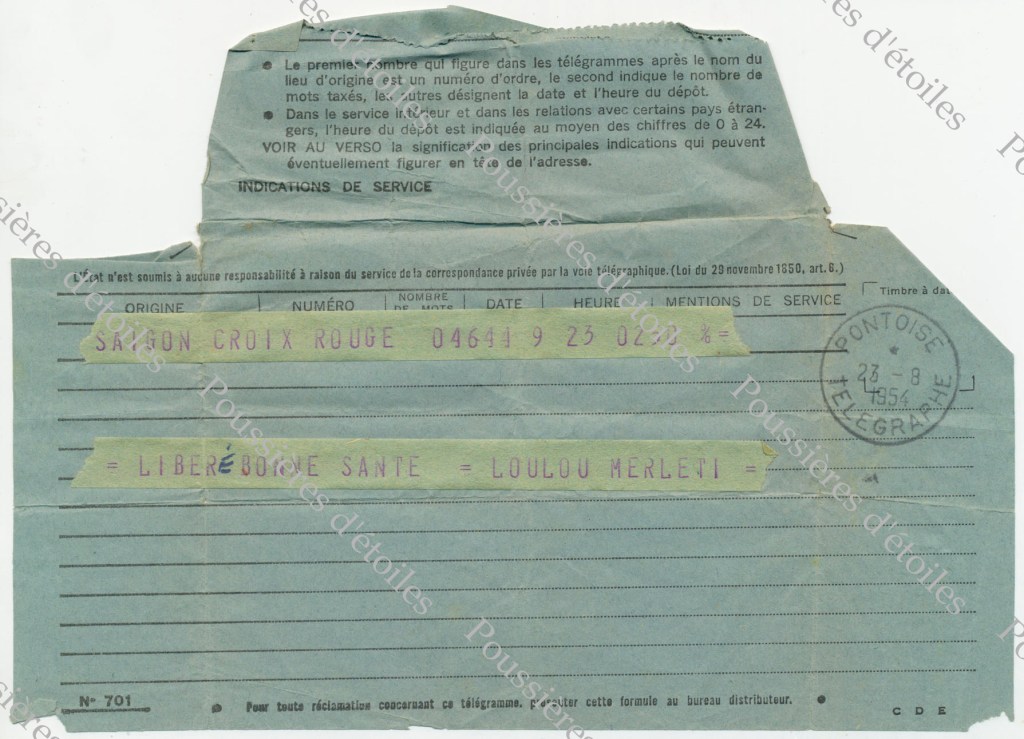 ● Le premier nombre qui figure dans les télégrammes après le nom du
lieu d'origine est un numéro d'ordre, le second indique le nombre de
mots taxés, les autres désignent la date et l'heure du dépôt.
● Dans le service intérieur et dans les relations avec certains pays étran-
gers, l'heure du dépôt est indiquée au moyen des chiffres de 0 à 24.
VOIR AU VERSO la signification des principales indications qui peuvent
éventuellement figurer en tête de l'adresse.
INDICATIONS DE SERVICE
L'État n'est soumis à aucune responsabilité à raison du service de la correspondance privée par la voie télégraphique. (Loi du 29 novembre 1850, art. 6.)
ORIGINE NUMÉRO NOMBRE DE MOTS DATE HEURE MENTIONS DE SERVICE
Timbre à
SAIGON CROIX ROUGE 04644 9 23 %=
PONTOISE
23 - 8
1954
TELEGRAPHE
= LIBERÉ BONNE SANTE = LOULOU MERLETI =
N° 701
● Pour toute réclamation concernant ce télégramme, présenter cette formule au bureau distributeur. ●
C D E
Poussières d'étoiles